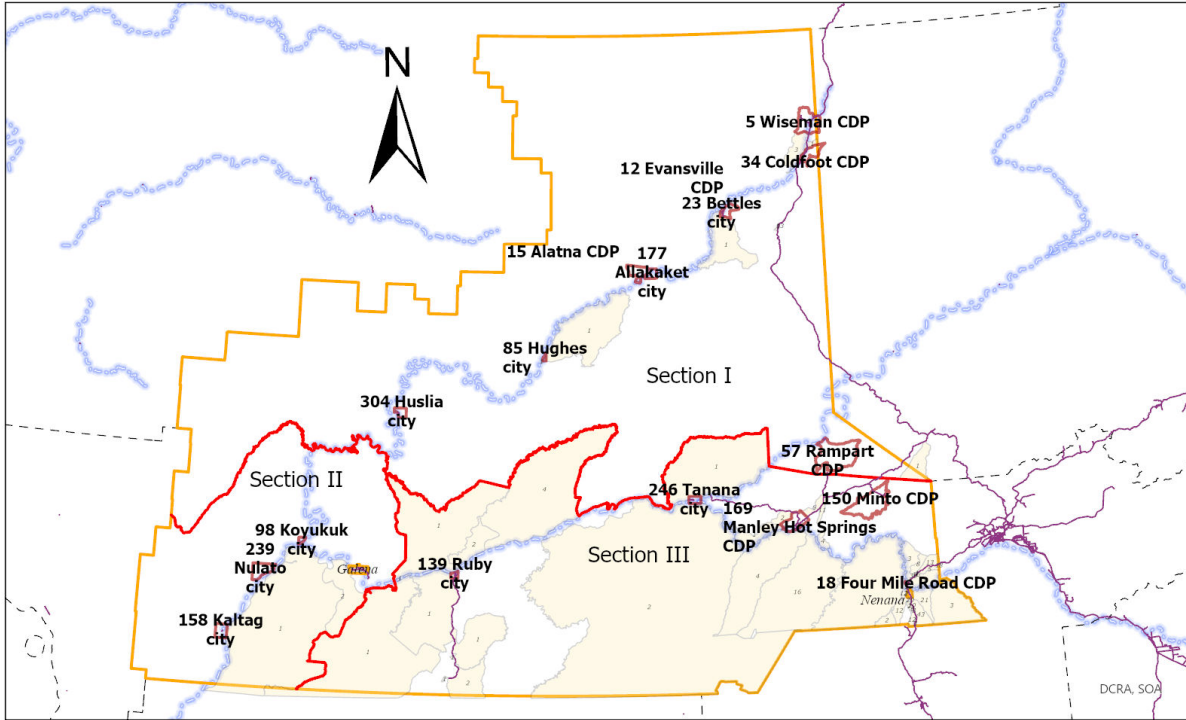 N
5 Wiseman CDP
34 Coldfoot CDP
12 Evansville
CDP
23 Bettles
city
15 Alatna CDP
177
Allakaket
city
85 Hughes
city
Section I
304 Huslia
city
57 Rampart
CDP
Section II
246 Tanana
city
150 Minto CDP
169
Manley Hot Springs
CDP
98 Koyukuk
city
239
Nulato
city
Galena
139 Ruby
city
Section III
18 Four Mile Road CDP
Nenana
158 Kaltag
city
DCRA, SOA